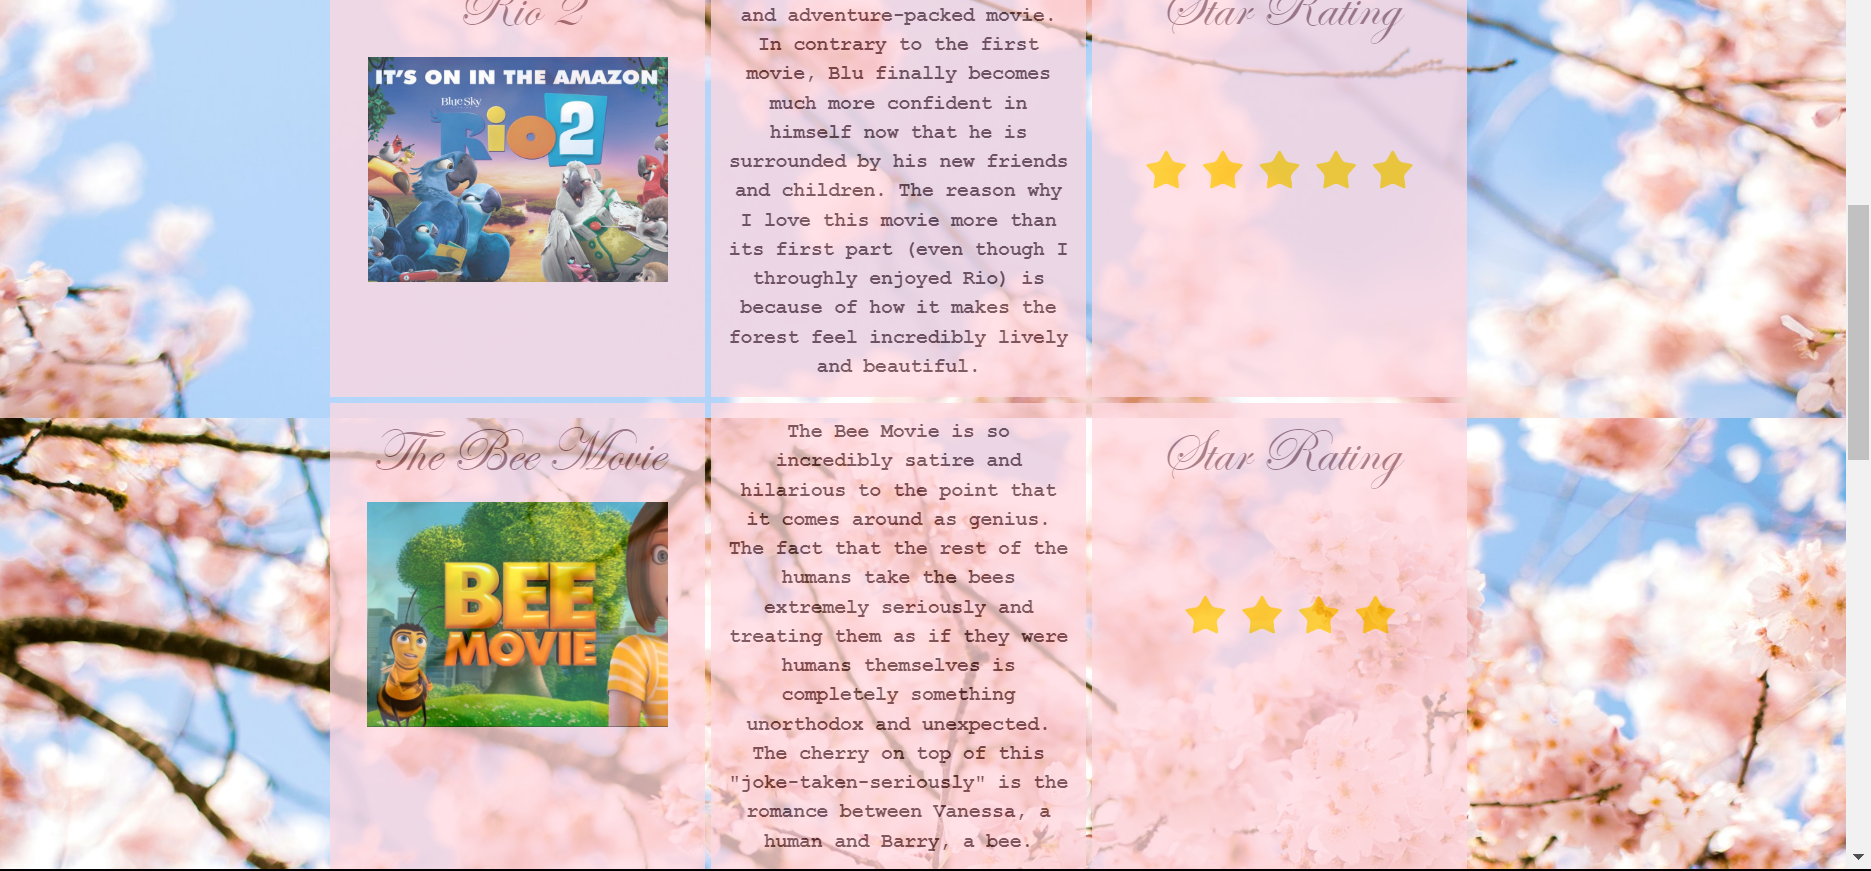 Rio 2
IT'S ON IN THE AMAZON
BlueSky
Rio 2
and adventure-packed movie.
In contrary to the first
movie, Blu finally becomes
much more confident in
himself now that he is
surrounded by his new friends
and children. The reason why
I love this movie more than
its first part (even though I
throughly enjoyed Rio) is
because of how it makes the
forest feel incredibly lively
and beautiful.
Star Rating
The Bee Movie
BEE
MOVIE
The Bee Movie is so
incredibly satire and
hilarious to the point that
it comes around as genius.
The fact that the rest of the
humans take the bees
extremely seriously and
treating them as if they were
humans themselves is
completely something
unorthodox and unexpected.
The cherry on top of this
"joke-taken-seriously" is the
romance between Vanessa, a
human and Barry, a bee.
Star Rating